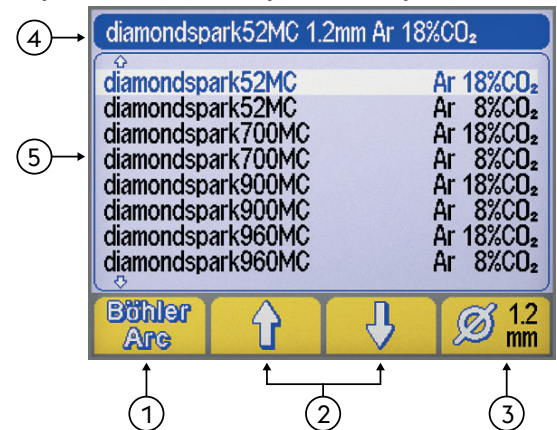 4
diamondspark52MC 1.2mm Ar 18%CO₂
5
diamondspark52MC Ar 18%CO₂
diamondspark52MC Ar 8%CO₂
diamondspark700MC Ar 18%CO₂
diamondspark700MC Ar 8%CO₂
diamondspark900MC Ar 18%CO₂
diamondspark900MC Ar 8%CO₂
diamondspark960MC Ar 18%CO₂
diamondspark960MC Ar 8%CO₂
Böhler
Arc
Ø 1.2
mm
1
2
3